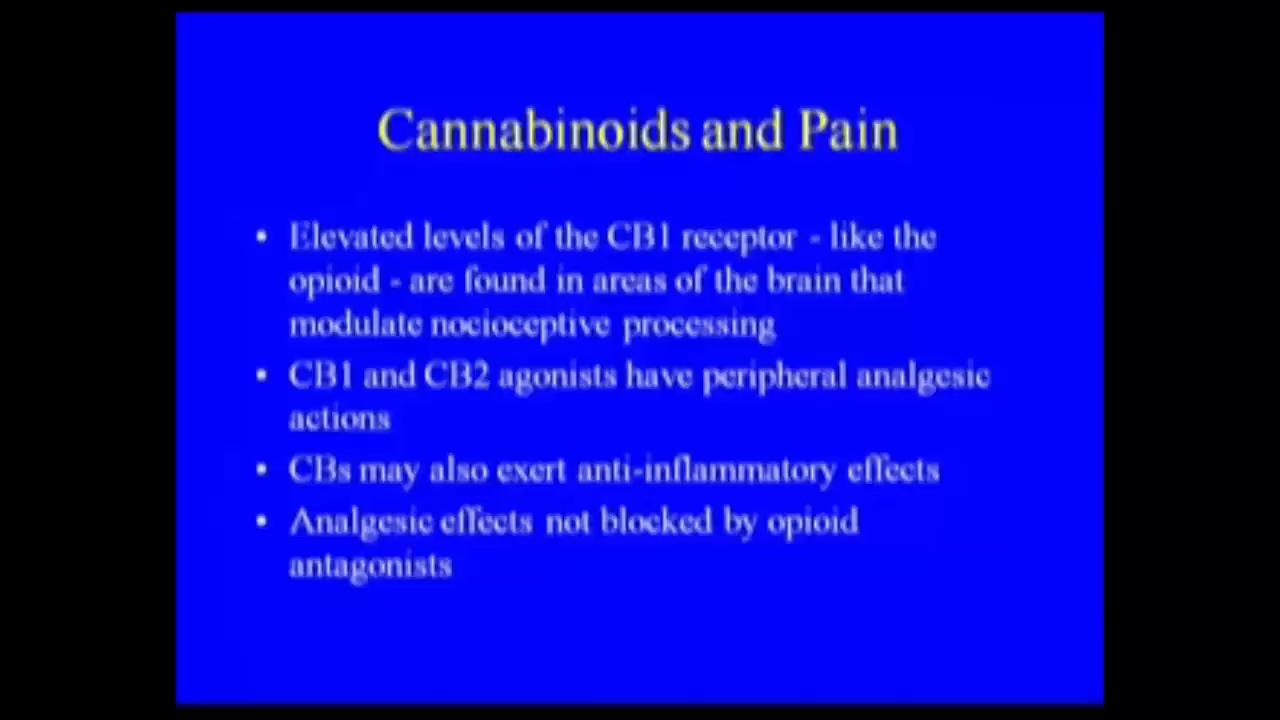 Cannabinoids and Pain
• Elevated levels of the CB1 receptor - like the
opioid - are found in areas of the brain that
modulate nocioceptive processing
• CB1 and CB2 agonists have peripheral analgesic
actions
• CBs may also exert anti-inflammatory effects
• Analgesic effects not blocked by opioid
antagonists